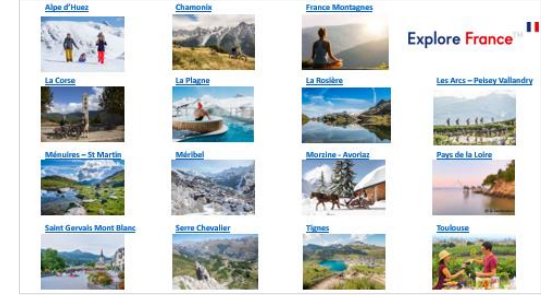 Alpe d'Huez
Chamonix
France Montagnes
Explore France™
La Corse
La Plagne
La Rosière
Les Arcs – Peisey Vallandry
Ménuires – St Martin
Méribel
Morzine - Avoriaz
Pays de la Loire
Saint Gervais Mont Blanc
Serre Chevalier
Tignes
Toulouse